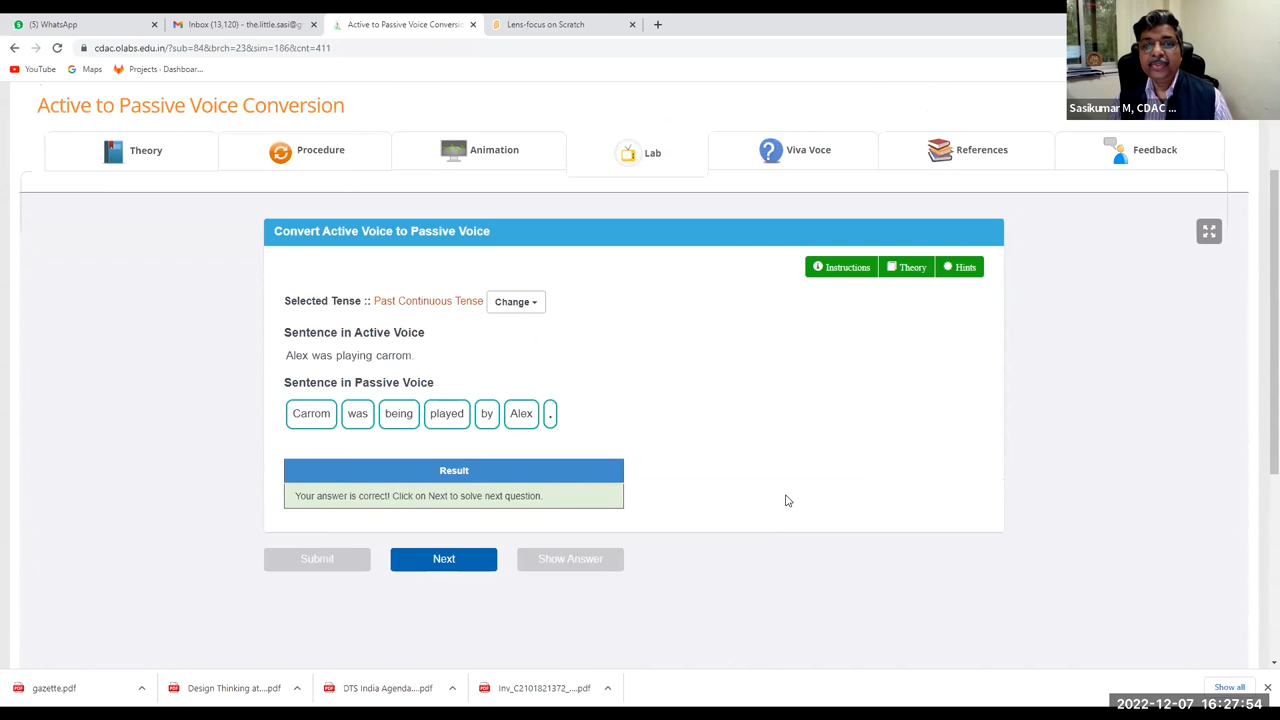 (5) WhatsApp
Inbox (13,120) - the.little.sasi@g
Active to Passive Voice Conversi
Lens-focus on Scratch
cdac.olabs.edu.in/?sub=84&brch=23&sim=186&cnt=411
YouTube
Maps
Projects · Dashboar...
Sasikumar M, CDAC ...
Active to Passive Voice Conversion
Theory
Procedure
Animation
Lab
Viva Voce
References
Feedback
Convert Active Voice to Passive Voice
Instructions
Theory
Hints
Selected Tense :: Past Continuous Tense
Change
Sentence in Active Voice
Alex was playing carrom.
Sentence in Passive Voice
Carrom was being played by Alex .
Result
Your answer is correct! Click on Next to solve next question.
Submit
Next
Show Answer
gazette.pdf
Design Thinking at....pdf
DTS India Agenda....pdf
Inv_C2101821372_....pdf
Show all
2022-12-07 16:27:54